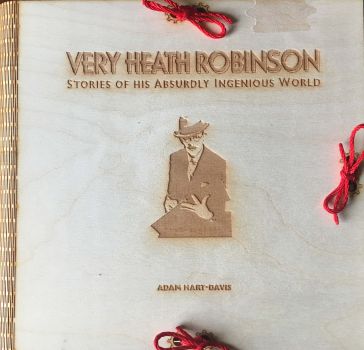 VERY HEATH ROBINSON
STORIES OF HIS ABSURDLY INGENIOUS WORLD
ADAM HART-DAVIS